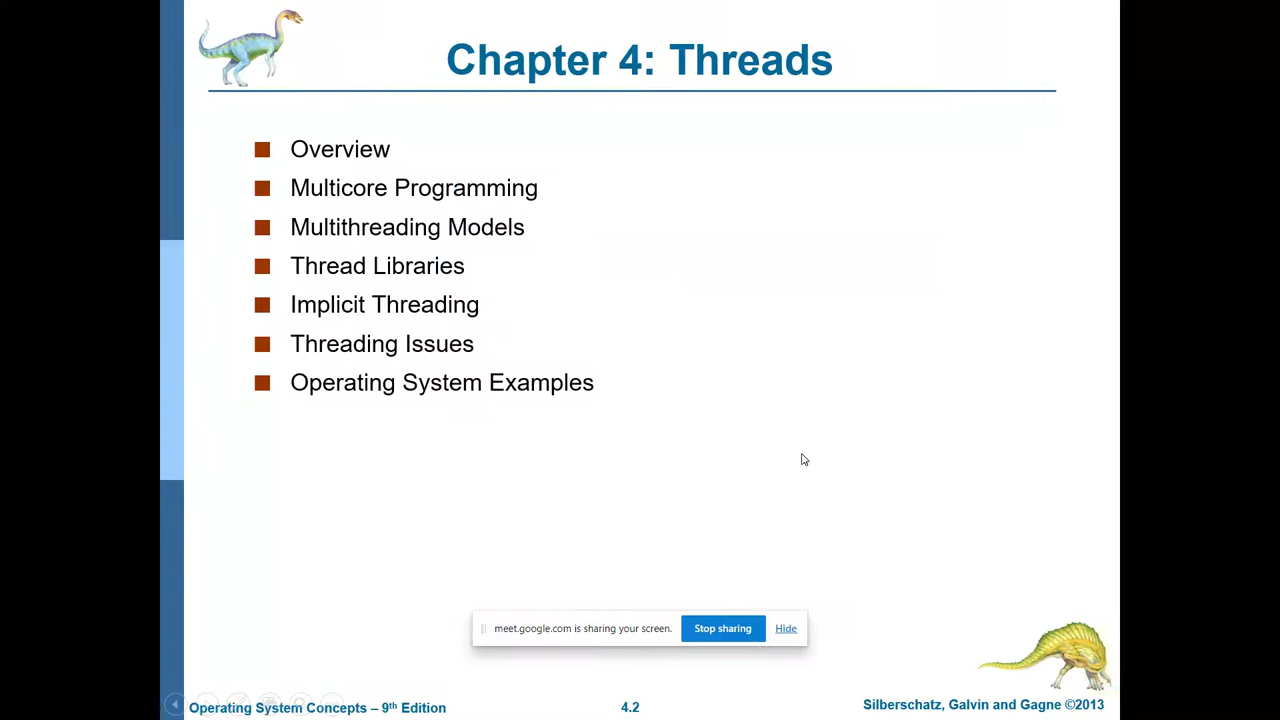 Chapter 4: Threads
Overview
Multicore Programming
Multithreading Models
Thread Libraries
Implicit Threading
Threading Issues
Operating System Examples
meet.google.com is sharing your screen. Stop sharing Hide
Operating System Concepts – 9th Edition 4.2 Silberschatz, Galvin and Gagne ©2013